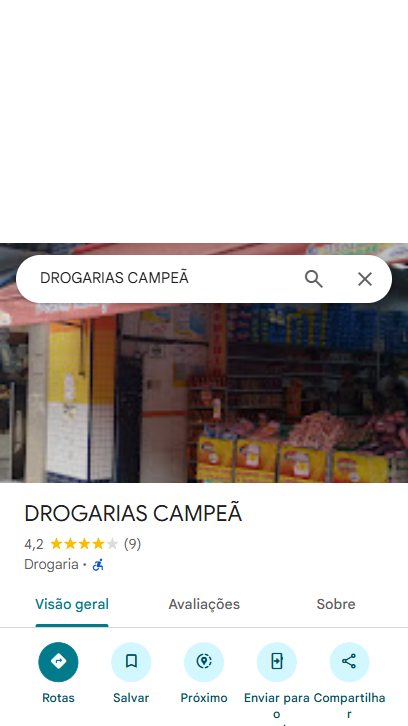 DROGARIAS CAMPEÃ
DROGARIAS CAMPEÃ
4,2 (9)
Drogaria ·
Visão geral Avaliações Sobre
Rotas Salvar Próximo Enviar para o Compartilhar